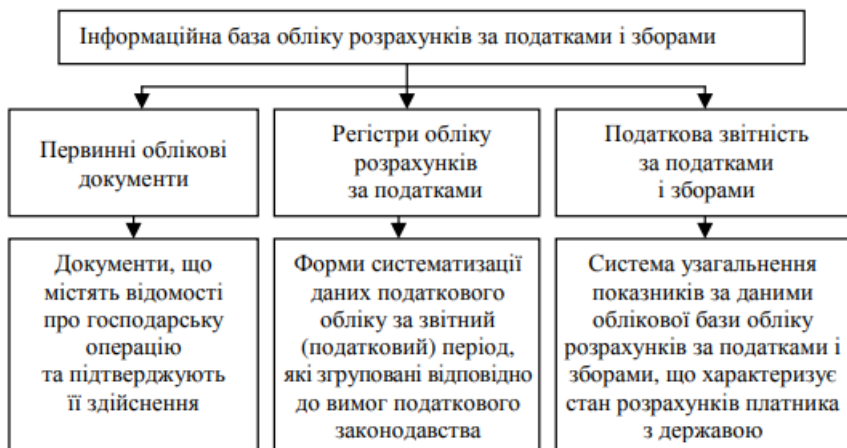 Інформаційна база обліку розрахунків за податками і зборами
Первинні облікові
документи
Регістри обліку
розрахунків
за податками
Податкова звітність
за податками
і зборами
Документи, що
містять відомості
про господарську
операцію
та підтверджують
її здійснення
Форми систематизації
даних податкового
обліку за звітний
(податковий) період,
які згруповані відповідно
до вимог податкового
законодавства
Система узагальнення
показників за даними
облікової бази обліку
розрахунків за податками і
зборами, що характеризує
стан розрахунків платника
з державою